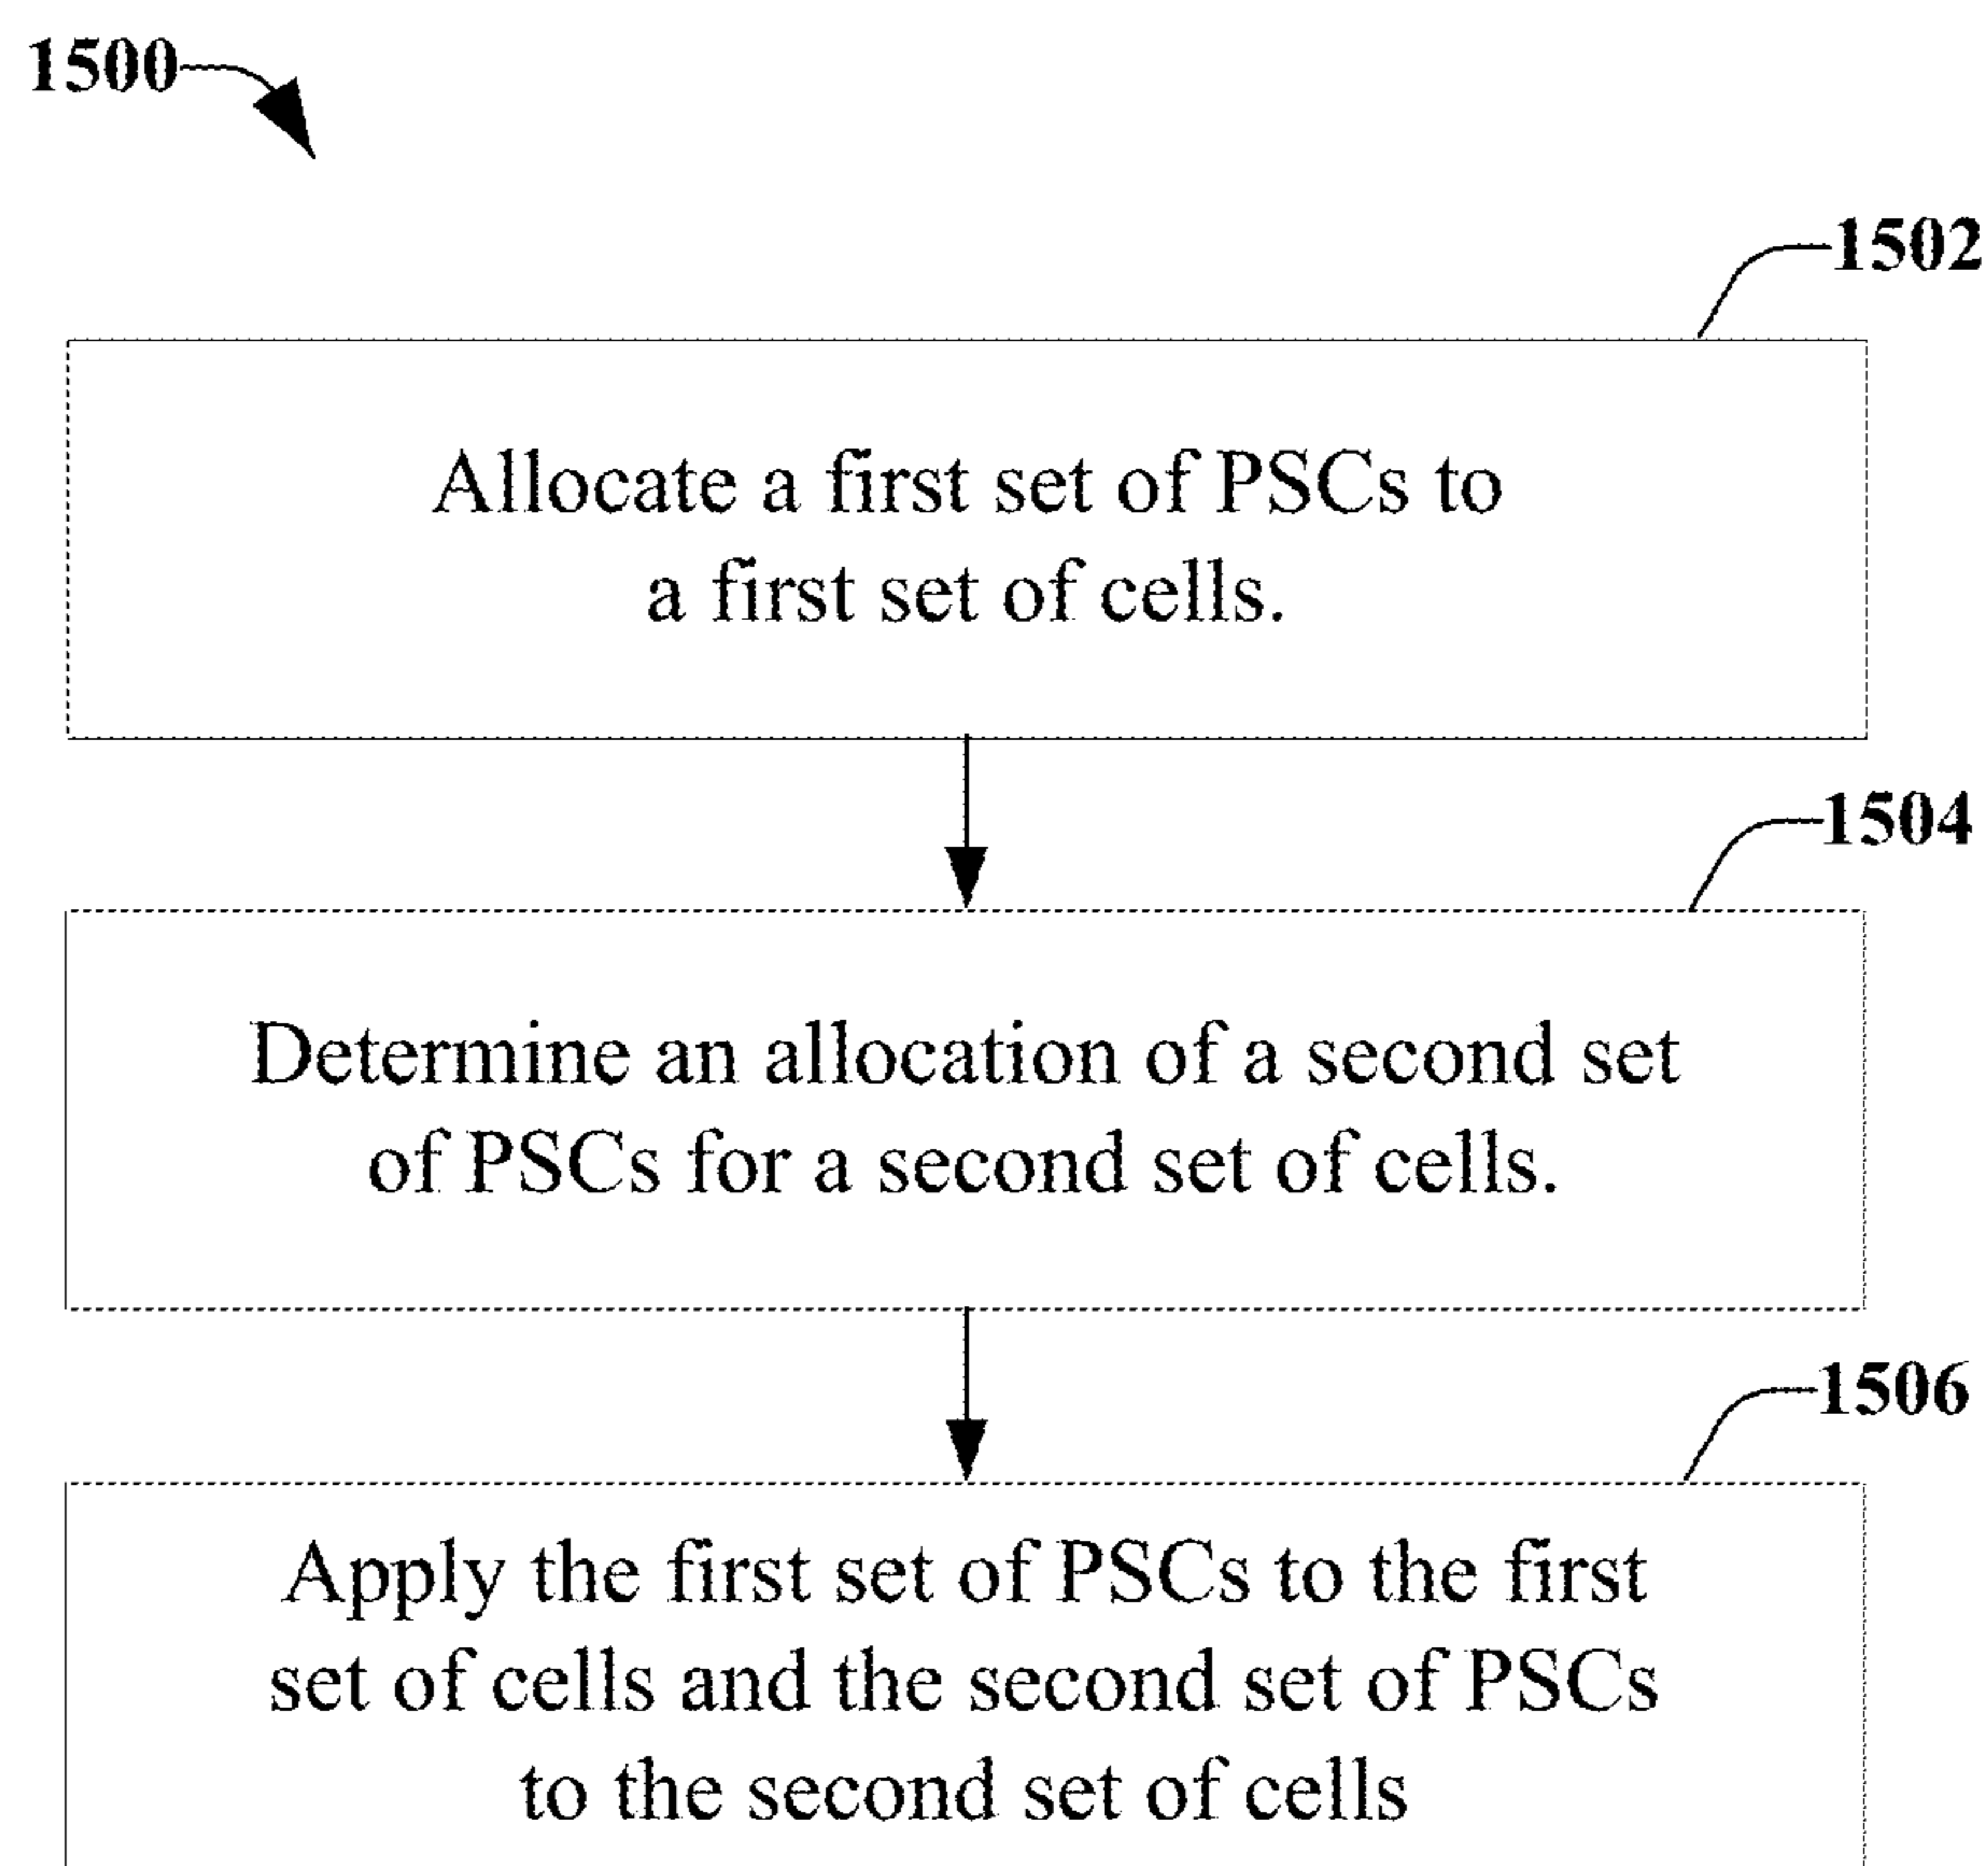 1500
1502
Allocate a first set of PSCs to
a first set of cells.
1504
Determine an allocation of a second set
of PSCs for a second set of cells.
1506
Apply the first set of PSCs to the first
set of cells and the second set of PSCs
to the second set of cells